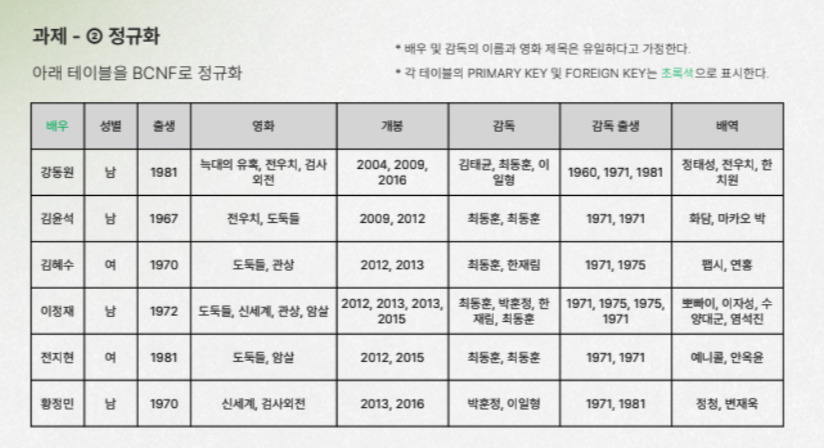 과제 - ② 정규화
* 배우 및 감독의 이름과 영화 제목은 유일하다고 가정한다.
아래 테이블을 BCNF로 정규화
* 각 테이블의 PRIMARY KEY 및 FOREIGN KEY는 초록색으로 표시한다.
배우 성별 출생 영화 개봉 감독 감독 출생 배역
강동원 남 1981 늑대의 유혹, 전우치, 검사 2004, 2009, 김태균, 최동훈, 이 1960, 1971, 1981 정태성, 전우치, 한
외전 2016 일형 치원
김윤석 남 1967 전우치, 도둑들 2009, 2012 최동훈, 최동훈 1971, 1971 화담, 마카오 박
김혜수 여 1970 도둑들, 관상 2012, 2013 최동훈, 한재림 1971, 1975 팹시, 연홍
이정재 남 1972 도둑들, 신세계, 관상, 암살 2012, 2013, 2013, 최동훈, 박훈정, 한 1971, 1975, 1975, 뽀빠이, 이자성, 수
2015 재림, 최동훈 1971 양대군, 염석진
전지현 여 1981 도둑들, 암살 2012, 2015 최동훈, 최동훈 1971, 1971 예니콜, 안옥윤
황정민 남 1970 신세계, 검사외전 2013, 2016 박훈정, 이일형 1971, 1981 정청, 변재욱